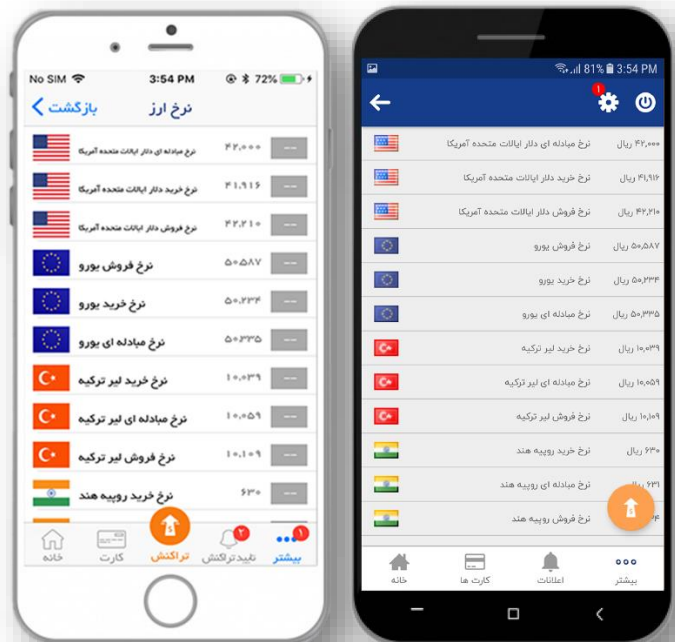 No SIM 3:54 PM 72%
بازگشت نرخ ارز
نرخ مبادله ای دلار ایالات متحده آمریکا ۴۲,۰۰۰ --
نرخ خرید دلار ایالات متحده آمریکا ۴۱,۹۱۶ --
نرخ فروش دلار ایالات متحده آمریکا ۴۲,۲۱۰ --
نرخ فروش یورو ۵۰,۵۸۷ --
نرخ خرید یورو ۵۰,۲۳۴ --
نرخ مبادله ای یورو ۵۰,۳۳۵ --
نرخ خرید لیر ترکیه ۱۰,۰۳۹ --
نرخ مبادله ای لیر ترکیه ۱۰,۰۵۹ --
نرخ فروش لیر ترکیه ۱۰,۱۰۹ --
نرخ خرید روپیه هند ۶۳۰ --
۱ ۲
بیشتر تاییدتراکنش تراکنش کارت خانه
81% 3:54 PM
۱
۴۲,۰۰۰ ریال نرخ مبادله ای دلار ایالات متحده آمریکا
۴۱,۹۱۶ ریال نرخ خرید دلار ایالات متحده آمریکا
۴۲,۲۱۰ ریال نرخ فروش دلار ایالات متحده آمریکا
۵۰,۵۸۷ ریال نرخ فروش یورو
۵۰,۲۳۴ ریال نرخ خرید یورو
۵۰,۳۳۵ ریال نرخ مبادله ای یورو
۱۰,۰۳۹ ریال نرخ خرید لیر ترکیه
۱۰,۰۵۹ ریال نرخ مبادله ای لیر ترکیه
۱۰,۱۰۹ ریال نرخ فروش لیر ترکیه
۶۳۰ ریال نرخ خرید روپیه هند
۶۳۱ نرخ مبادله ای روپیه هند
نرخ فروش روپیه هند
بیشتر اعلانات کارت ها خانه